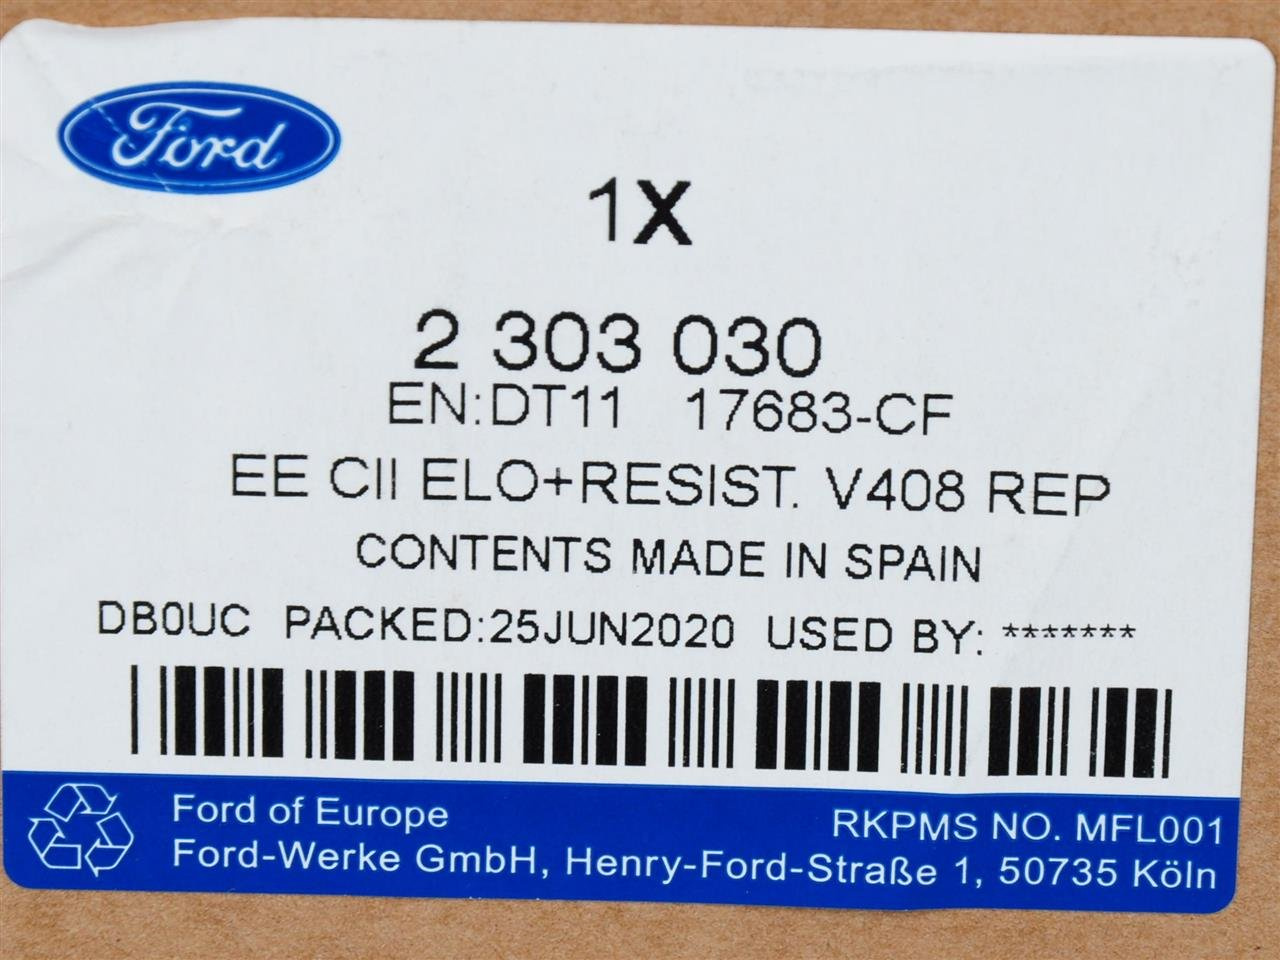 Ford
1X
2 303 030
EN:DT11 17683-CF
EE CII ELO+RESIST. V408 REP
CONTENTS MADE IN SPAIN
DB0UC PACKED:25JUN2020 USED BY: *******
Ford of Europe
RKPMS NO. MFL001
Ford-Werke GmbH, Henry-Ford-Straße 1, 50735 Köln